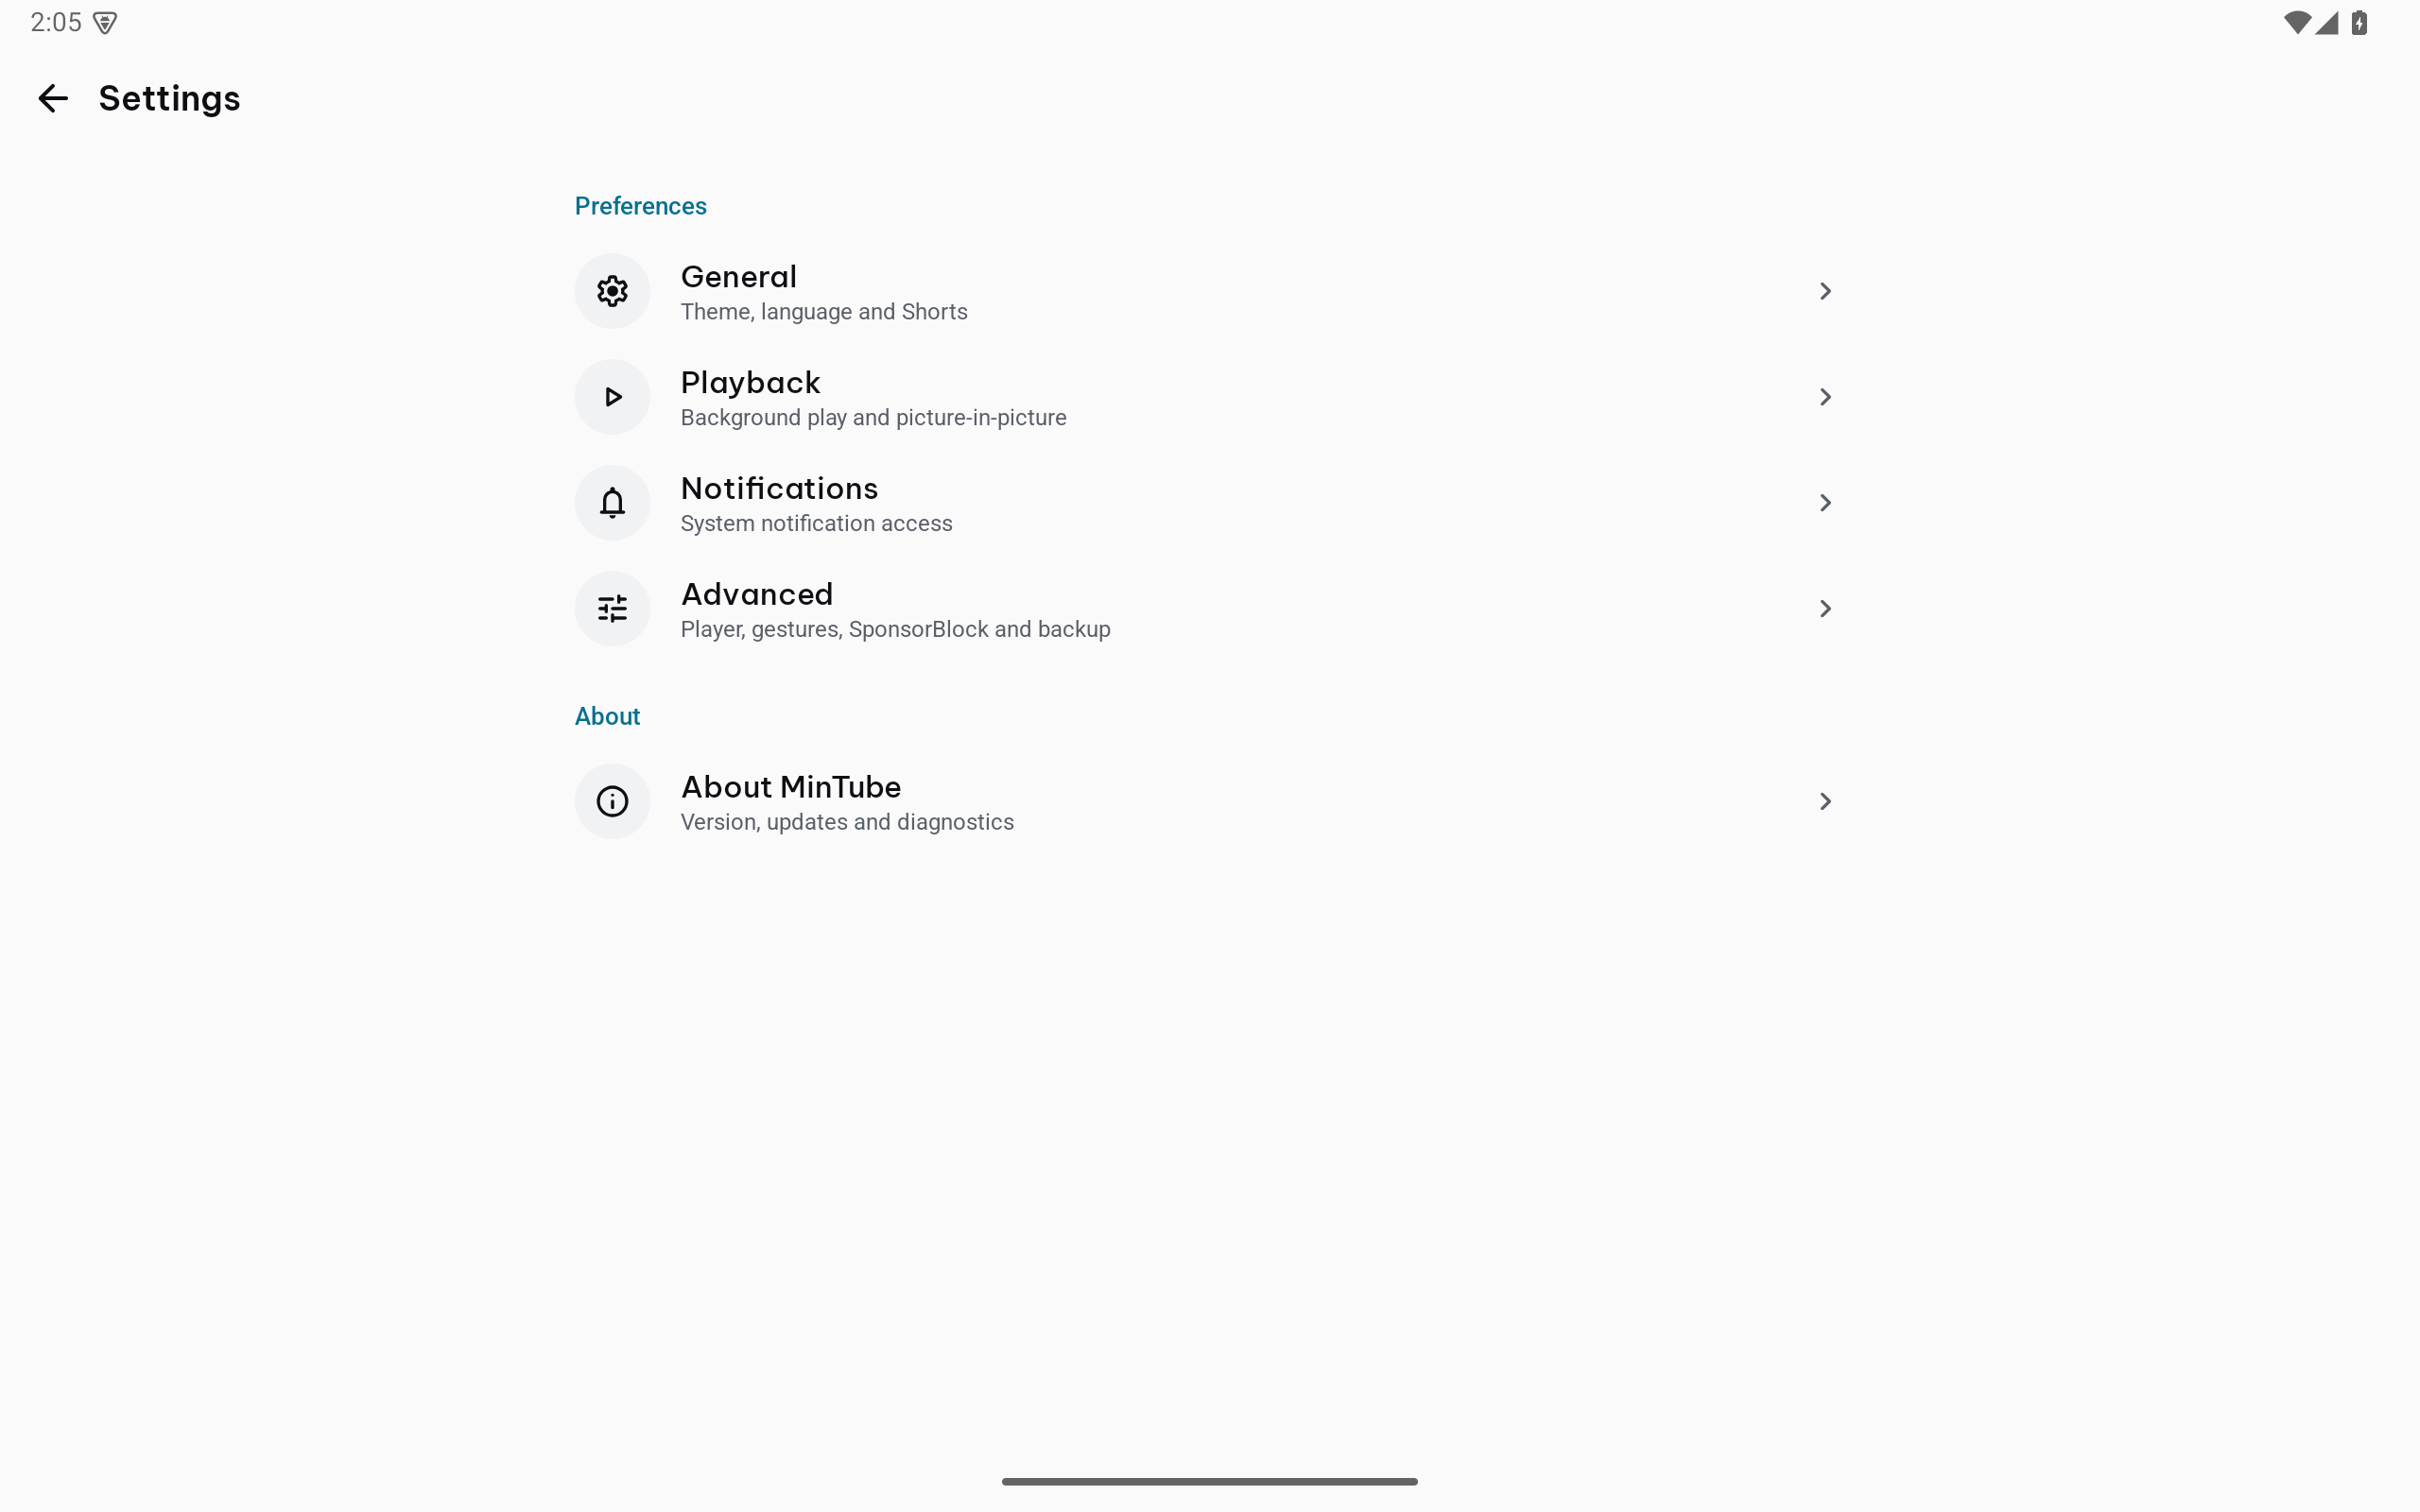 2:05
Settings
Preferences
General
Theme, language and Shorts
Playback
Background play and picture-in-picture
Notifications
System notification access
Advanced
Player, gestures, SponsorBlock and backup
About
About MinTube
Version, updates and diagnostics